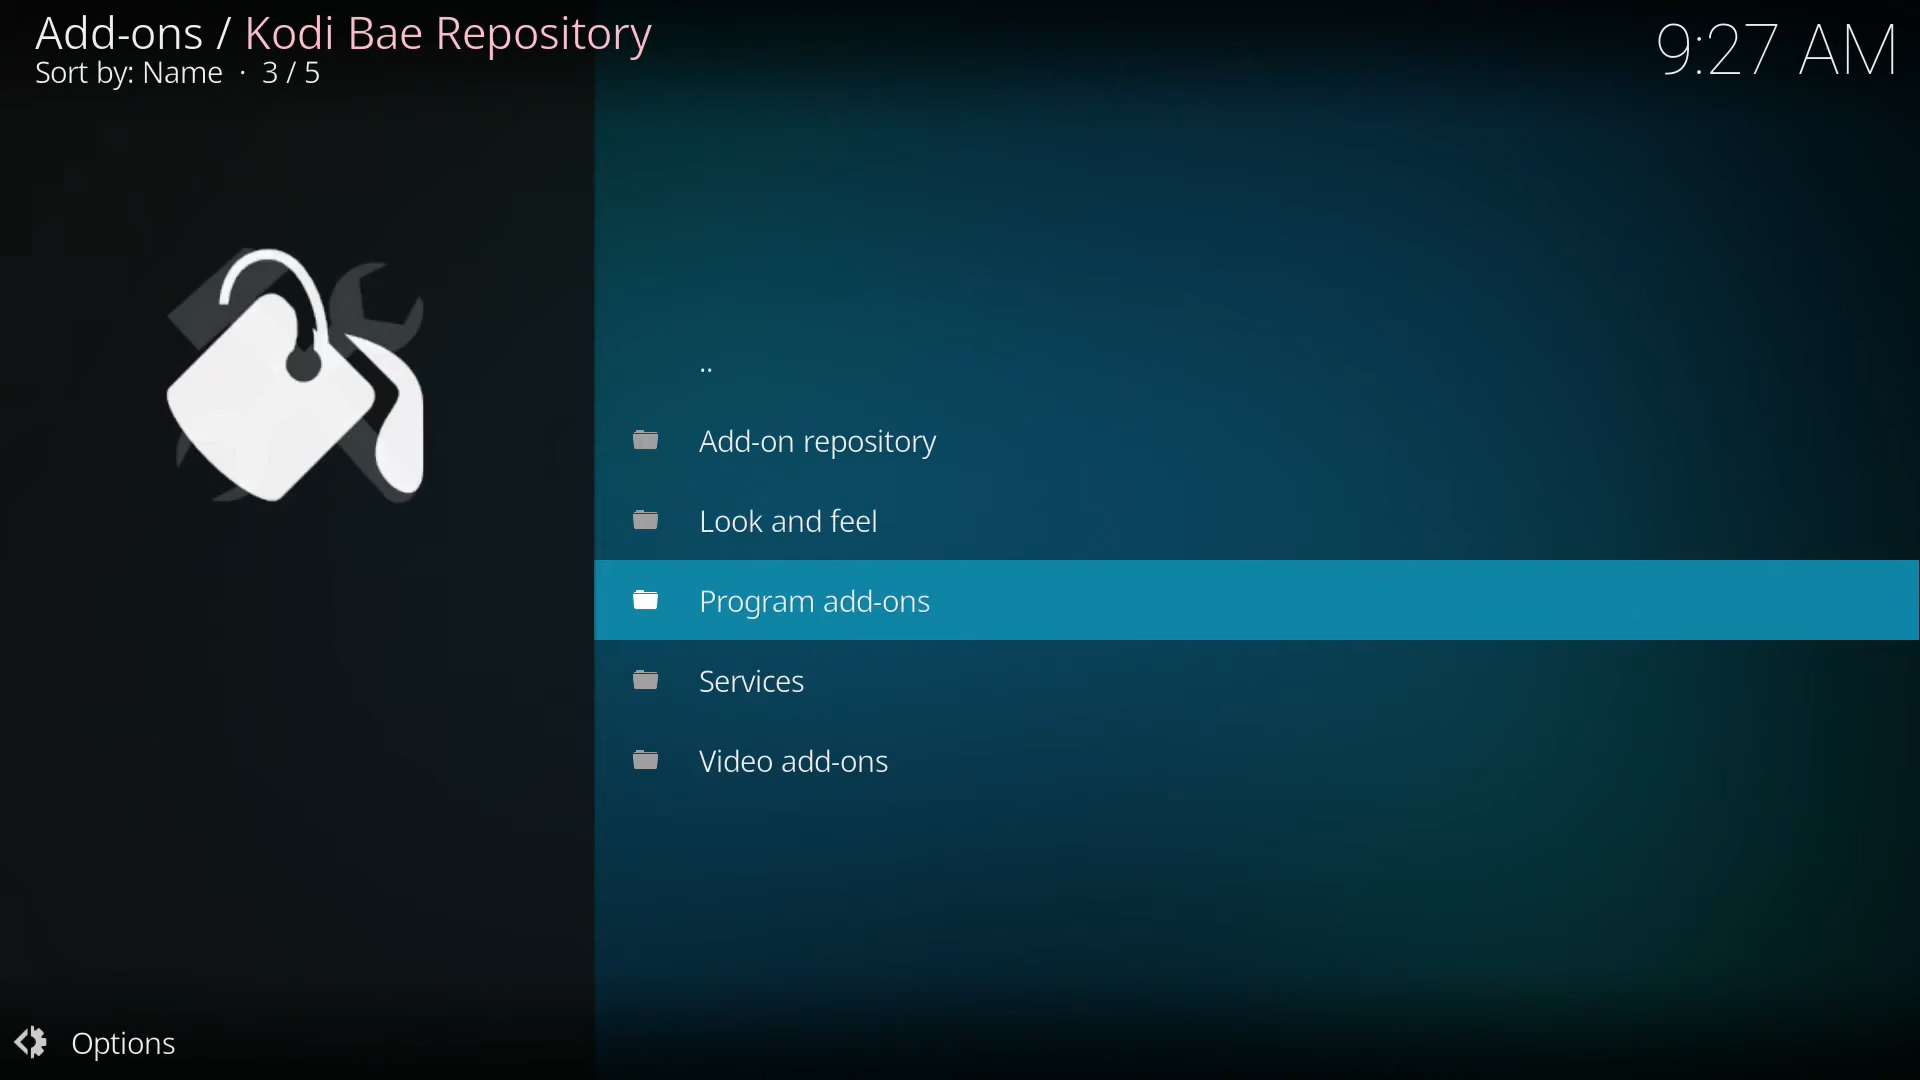 Add-ons / Kodi Bae Repository
Sort by: Name · 3 / 5
9:27 AM
..
Add-on repository
Look and feel
Program add-ons
Services
Video add-ons
Options